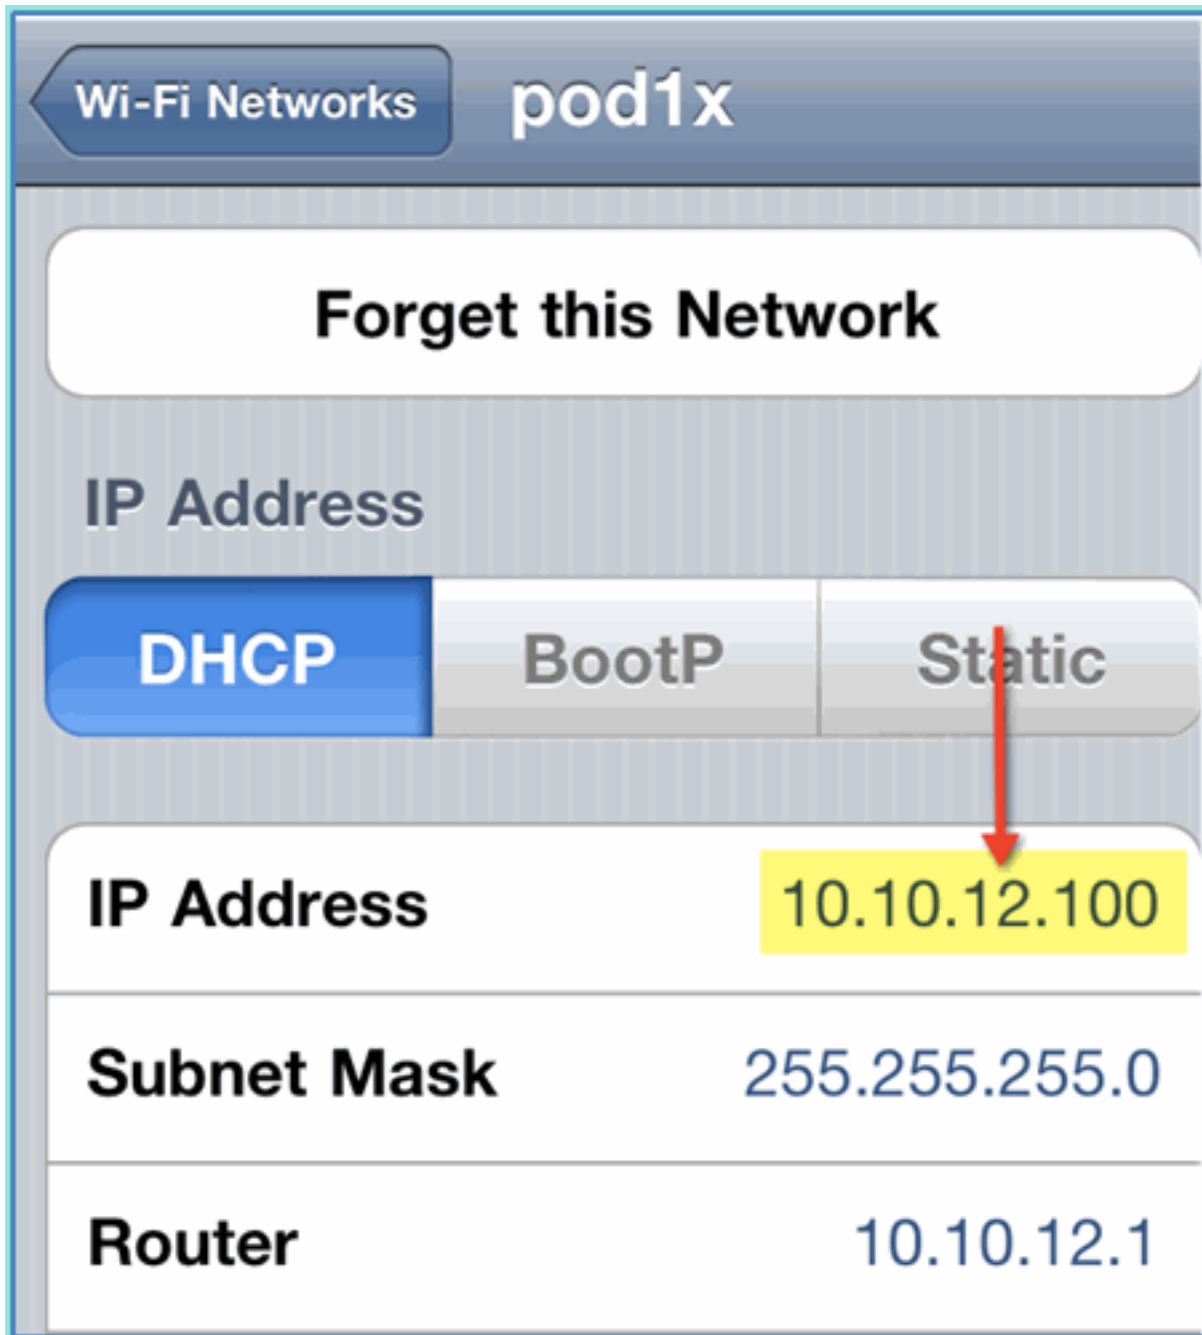 Wi-Fi Networks pod1x
Forget this Network
IP Address
DHCP BootP Static
IP Address 10.10.12.100
Subnet Mask 255.255.255.0
Router 10.10.12.1